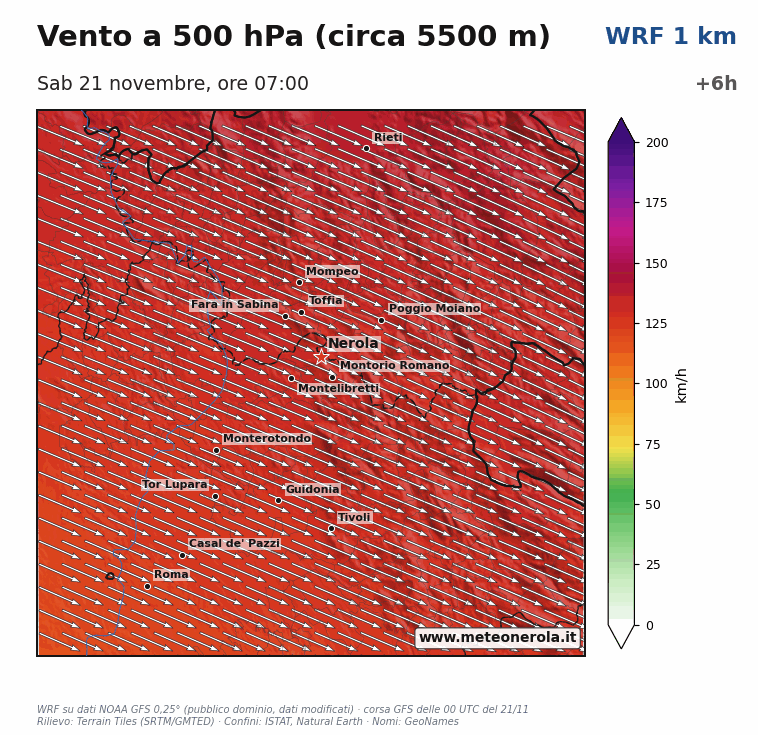 Vento a 500 hPa (circa 5500 m)
WRF 1 km
Sab 21 novembre, ore 07:00
+6h
Rieti
Mompeo
Fara in Sabina
Toffia
Poggio Moiano
Nerola
Montorio Romano
Montelibretti
Monterotondo
Tor Lupara
Guidonia
Tivoli
Casal de' Pazzi
Roma
www.meteonerola.it
200
175
150
125
100
75
50
25
0
km/h
WRF su dati NOAA GFS 0,25° (pubblico dominio, dati modificati) · corsa GFS delle 00 UTC del 21/11
Rilievo: Terrain Tiles (SRTM/GMTED) · Confini: ISTAT, Natural Earth · Nomi: GeoNames